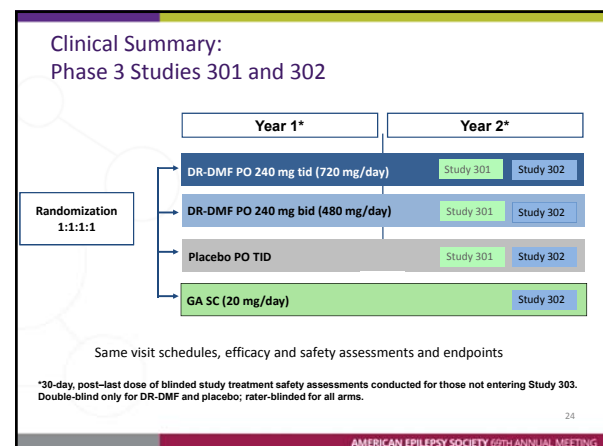 Clinical Summary:
Phase 3 Studies 301 and 302
Year 1*
Year 2*
Randomization
1:1:1:1
DR-DMF PO 240 mg tid (720 mg/day)
Study 301
Study 302
DR-DMF PO 240 mg bid (480 mg/day)
Study 301
Study 302
Placebo PO TID
Study 301
Study 302
GA SC (20 mg/day)
Study 302
Same visit schedules, efficacy and safety assessments and endpoints
*30-day, post–last dose of blinded study treatment safety assessments conducted for those not entering Study 303.
Double-blind only for DR-DMF and placebo; rater-blinded for all arms.
24
AMERICAN EPILEPSY SOCIETY 69TH ANNUAL MEETING